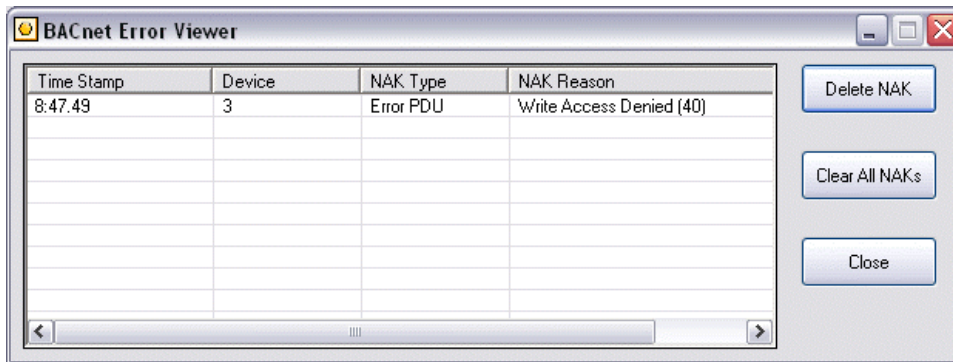 BACnet Error Viewer
Time Stamp Device NAK Type NAK Reason
8:47.49 3 Error PDU Write Access Denied (40)
Delete NAK
Clear All NAKs
Close